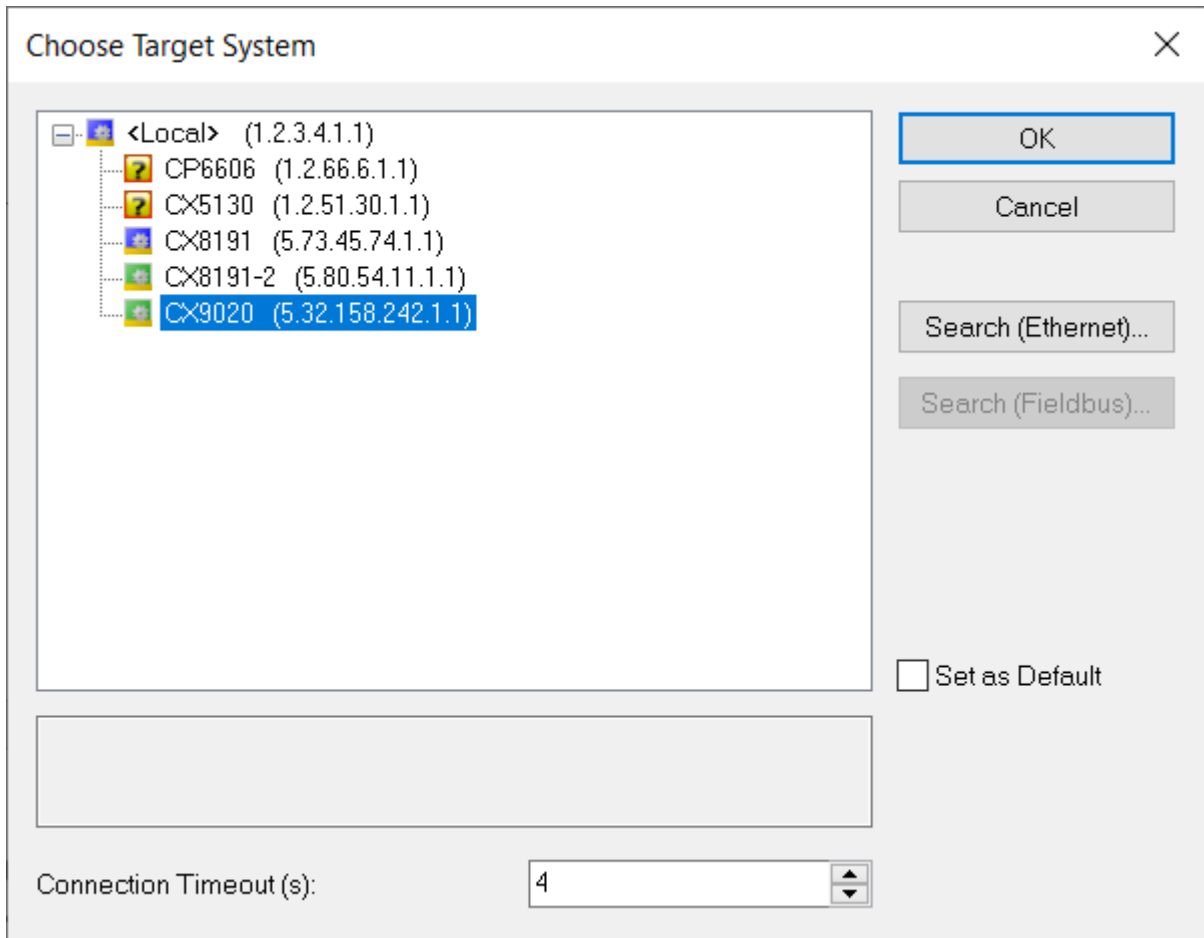 Choose Target System
<Local> (1.2.3.4.1.1)
CP6606 (1.2.66.6.1.1)
CX5130 (1.2.51.30.1.1)
CX8191 (5.73.45.74.1.1)
CX8191-2 (5.80.54.11.1.1)
CX9020 (5.32.158.242.1.1)
OK
Cancel
Search (Ethernet)...
Search (Fieldbus)...
Set as Default
Connection Timeout (s):
4